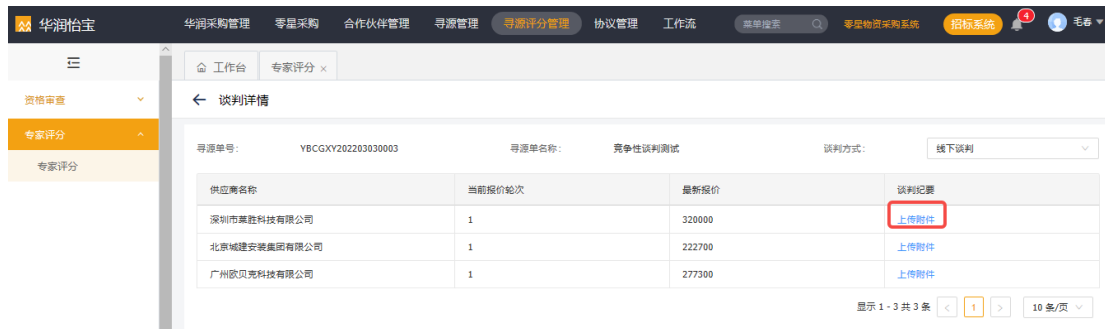 华润怡宝 华润采购管理 零星采购 合作伙伴管理 寻源管理 寻源评分管理 协议管理 工作流 菜单搜索 零星物资采购系统 招标系统 4 毛春
工作台 专家评分 ×
资格审查
谈判详情
专家评分
寻源单号: YBCGXY202203030003 寻源单名称: 竞争性谈判测试 谈判方式: 线下谈判
专家评分
供应商名称 当前报价轮次 最新报价 谈判纪要
深圳市莱胜科技有限公司 1 320000 上传附件
北京城建安装集团有限公司 1 222700 上传附件
广州欧贝克科技有限公司 1 277300 上传附件
显示 1 - 3 共 3 条 < 1 > 10 条/页